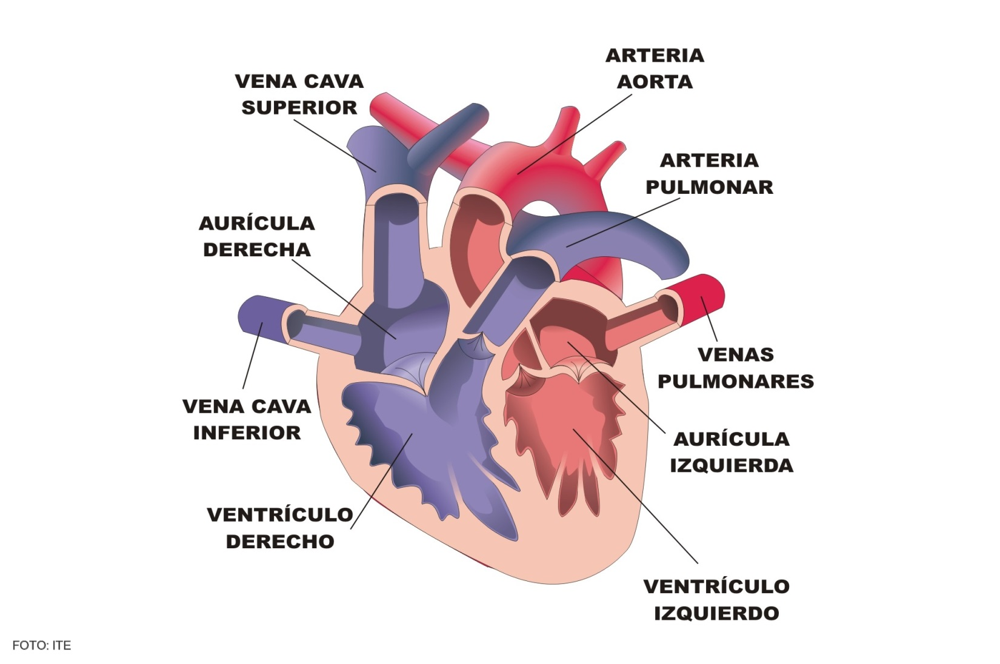 ARTERIA
AORTA
VENA CAVA
SUPERIOR
ARTERIA
PULMONAR
AURÍCULA
DERECHA
VENAS
PULMONARES
VENA CAVA
INFERIOR
AURÍCULA
IZQUIERDA
VENTRÍCULO
DERECHO
VENTRÍCULO
IZQUIERDO
FOTO: ITE